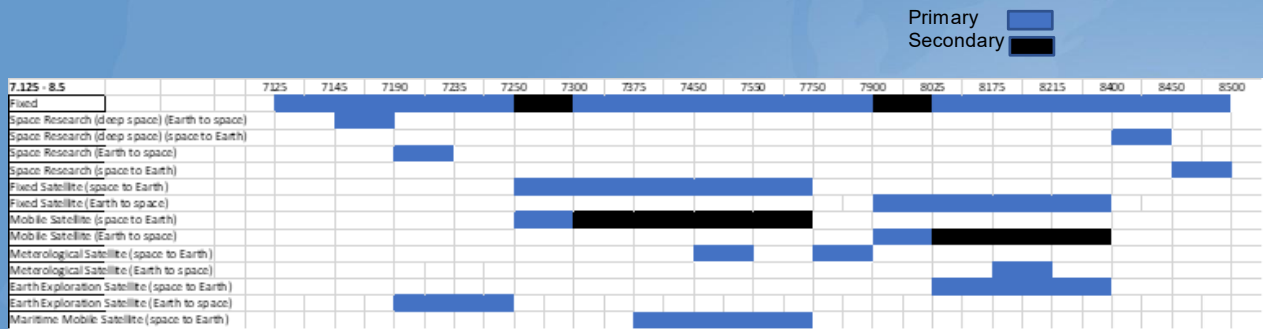 Primary
Secondary
7.125 - 8.5 7125 7145 7190 7235 7250 7300 7375 7450 7550 7750 7900 8025 8175 8215 8400 8450 8500
Fixed
Space Research (deep space) (Earth to space)
Space Research (deep space) (space to Earth)
Space Research (Earth to space)
Space Research (space to Earth)
Fixed Satellite (space to Earth)
Fixed Satellite (Earth to space)
Mobile Satellite (space to Earth)
Mobile Satellite (Earth to space)
Meterological Satellite (space to Earth)
Meterological Satellite (Earth to space)
Earth Exploration Satellite (space to Earth)
Earth Exploration Satellite (Earth to space)
Maritime Mobile Satellite (space to Earth)